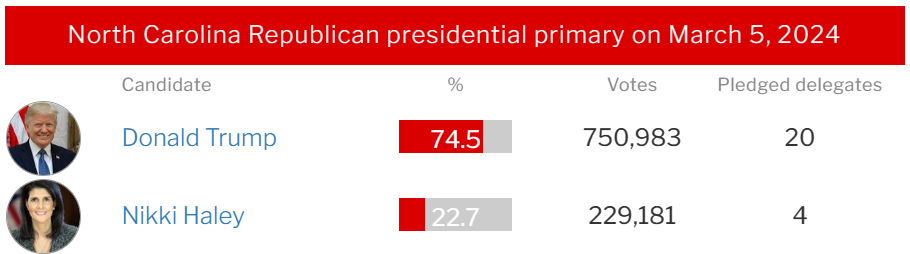 North Carolina Republican presidential primary on March 5, 2024
Candidate % Votes Pledged delegates
Donald Trump 74.5 750,983 20
Nikki Haley 22.7 229,181 4